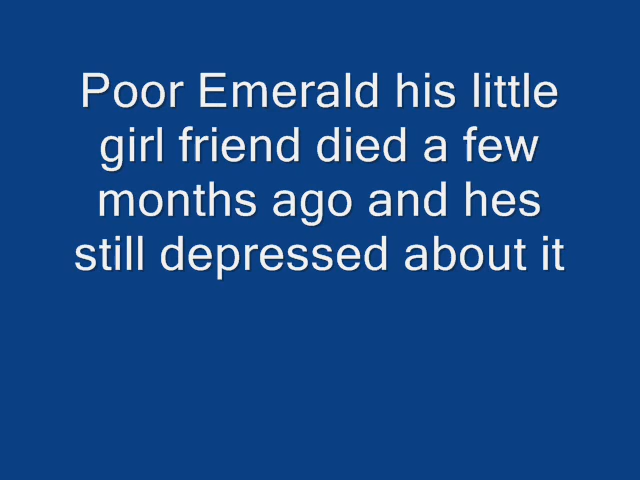 Poor Emerald his little
girl friend died a few
months ago and hes
still depressed about it